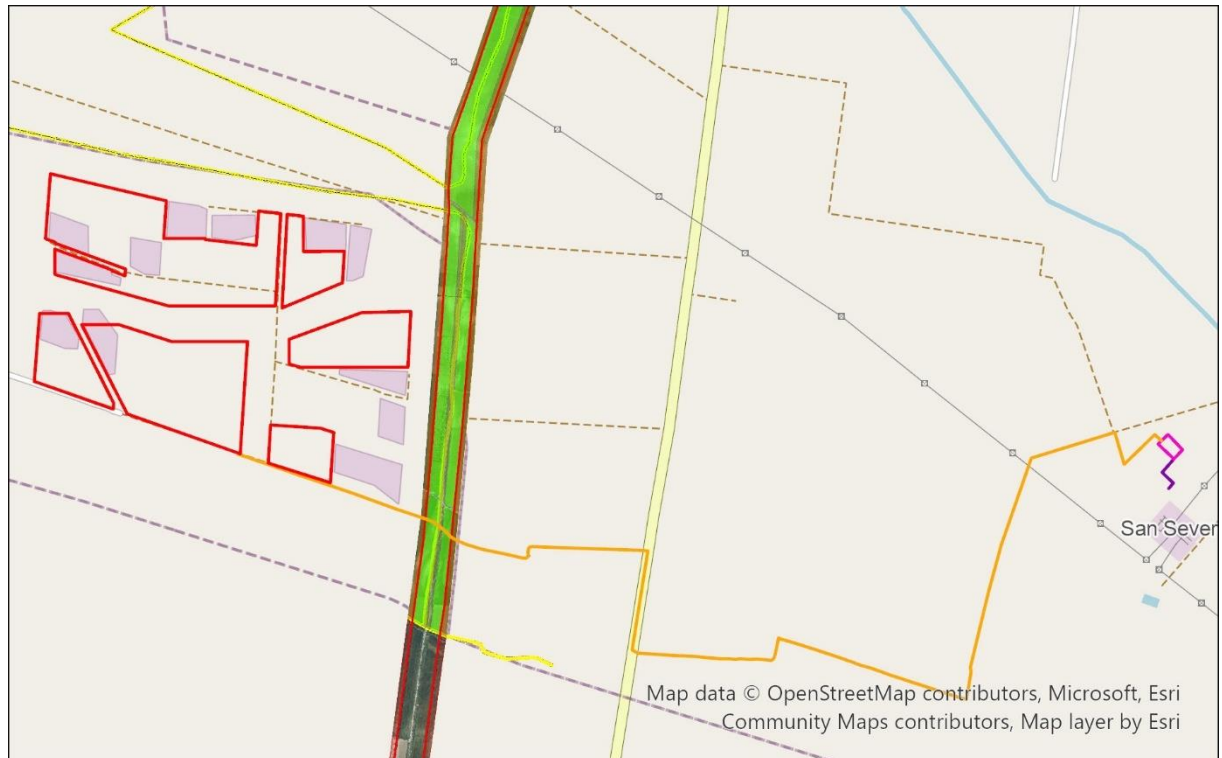 San Sever
Map data © OpenStreetMap contributors, Microsoft, Esri
Community Maps contributors, Map layer by Esri